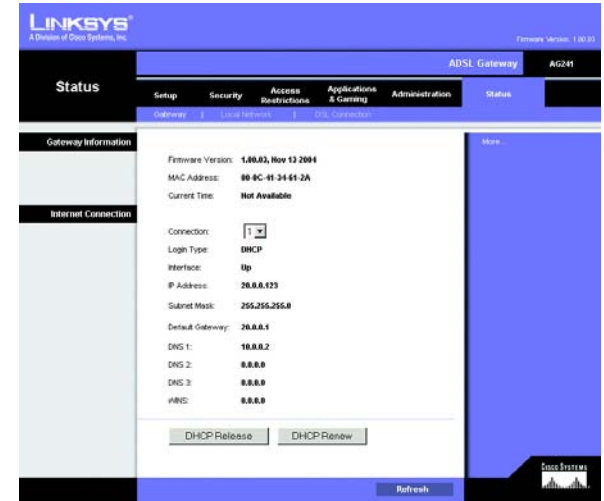 LINKSYS®
A Division of Cisco Systems, Inc.
Firmware Version: 1.00.03
ADSL Gateway AG241
Status
Setup Security Access Restrictions Applications & Gaming Administration Status
Gateway | Local Network | DSL Connection
Gateway Information
More...
Firmware Version: 1.00.03, Nov 13 2004
MAC Address: 00-0C-41-34-61-2A
Current Time: Not Available
Internet Connection
Connection: 1
Login Type: DHCP
Interface: Up
IP Address: 20.0.0.123
Subnet Mask: 255.255.255.0
Default Gateway: 20.0.0.1
DNS 1: 10.0.0.2
DNS 2: 0.0.0.0
DNS 3: 0.0.0.0
WINS: 0.0.0.0
DHCP Release DHCP Renew
Refresh
CISCO SYSTEMS